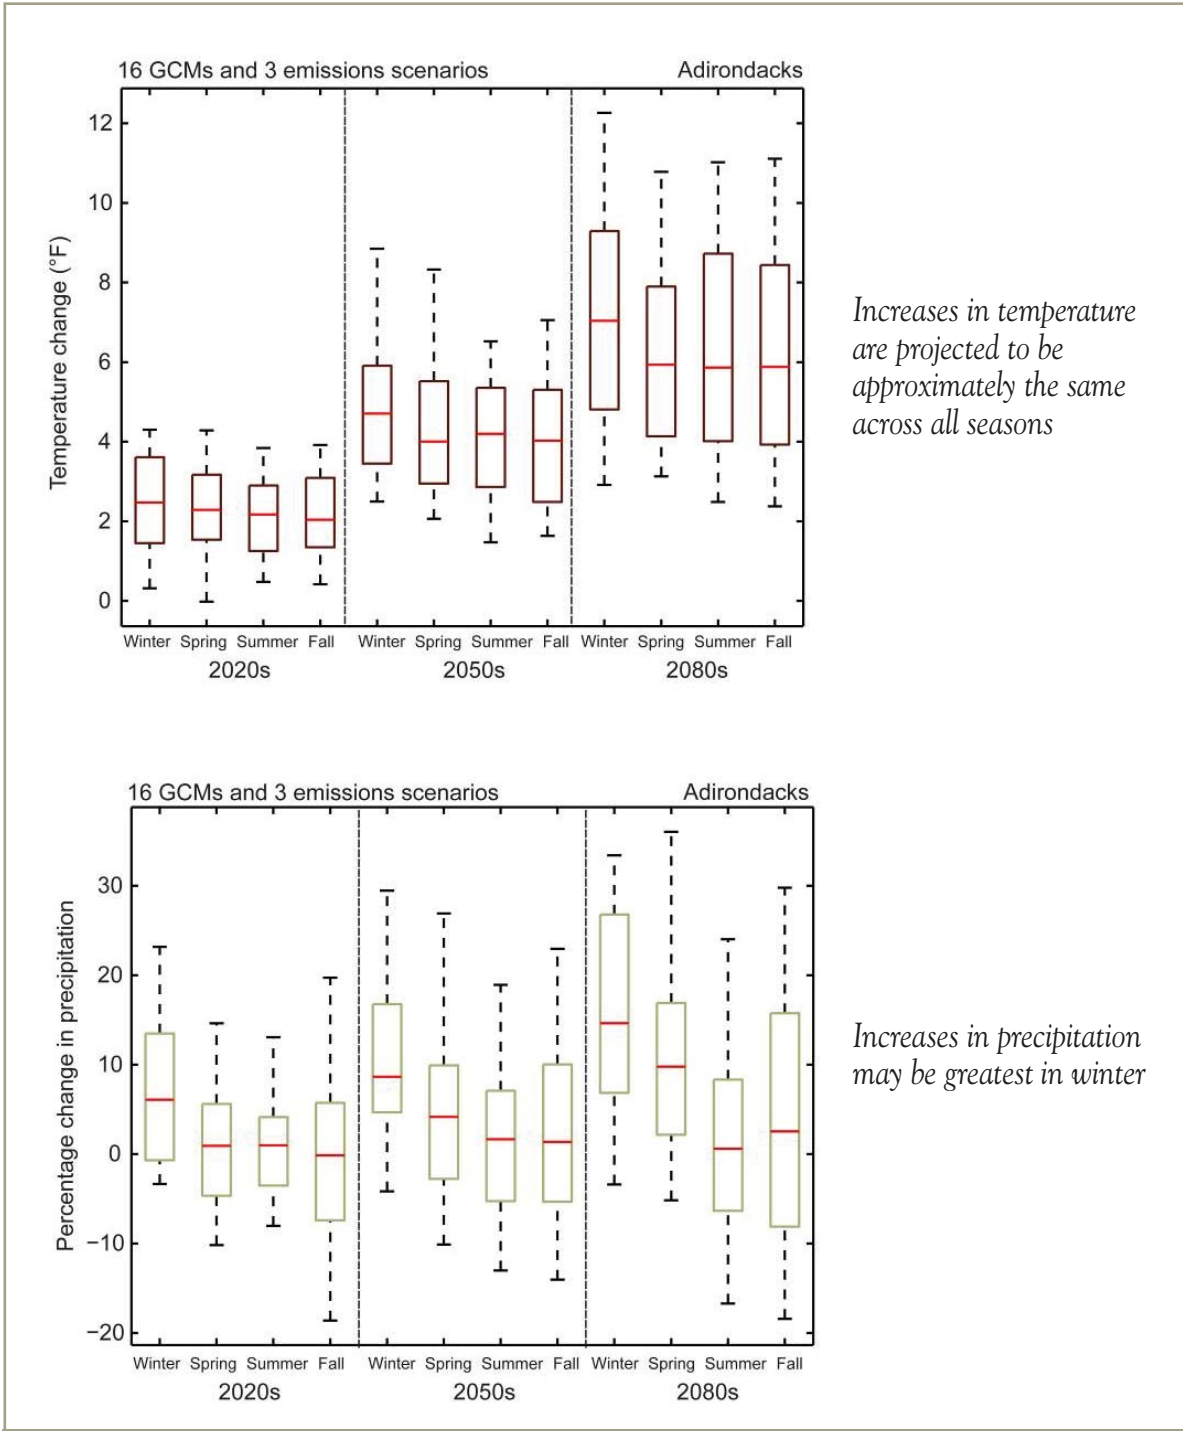 16 GCMs and 3 emissions scenarios Adirondacks
12
10
8
6
4
2
0
Temperature change (°F)
Winter Spring Summer Fall Winter Spring Summer Fall Winter Spring Summer Fall
2020s 2050s 2080s
Increases in temperature
are projected to be
approximately the same
across all seasons
16 GCMs and 3 emissions scenarios Adirondacks
30
20
10
0
−10
−20
Percentage change in precipitation
Winter Spring Summer Fall Winter Spring Summer Fall Winter Spring Summer Fall
2020s 2050s 2080s
Increases in precipitation
may be greatest in winter